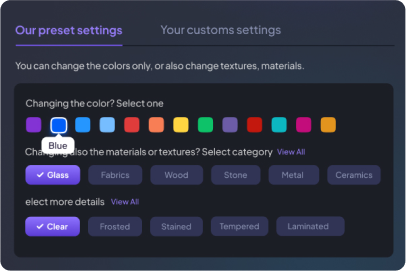 Our preset settings Your customs settings
You can change the colors only, or also change textures, materials.
Changing the color? Select one
Blue
Changing also the materials or textures? Select category View All
Glass Fabrics Wood Stone Metal Ceramics
elect more details View All
Clear Frosted Stained Tempered Laminated